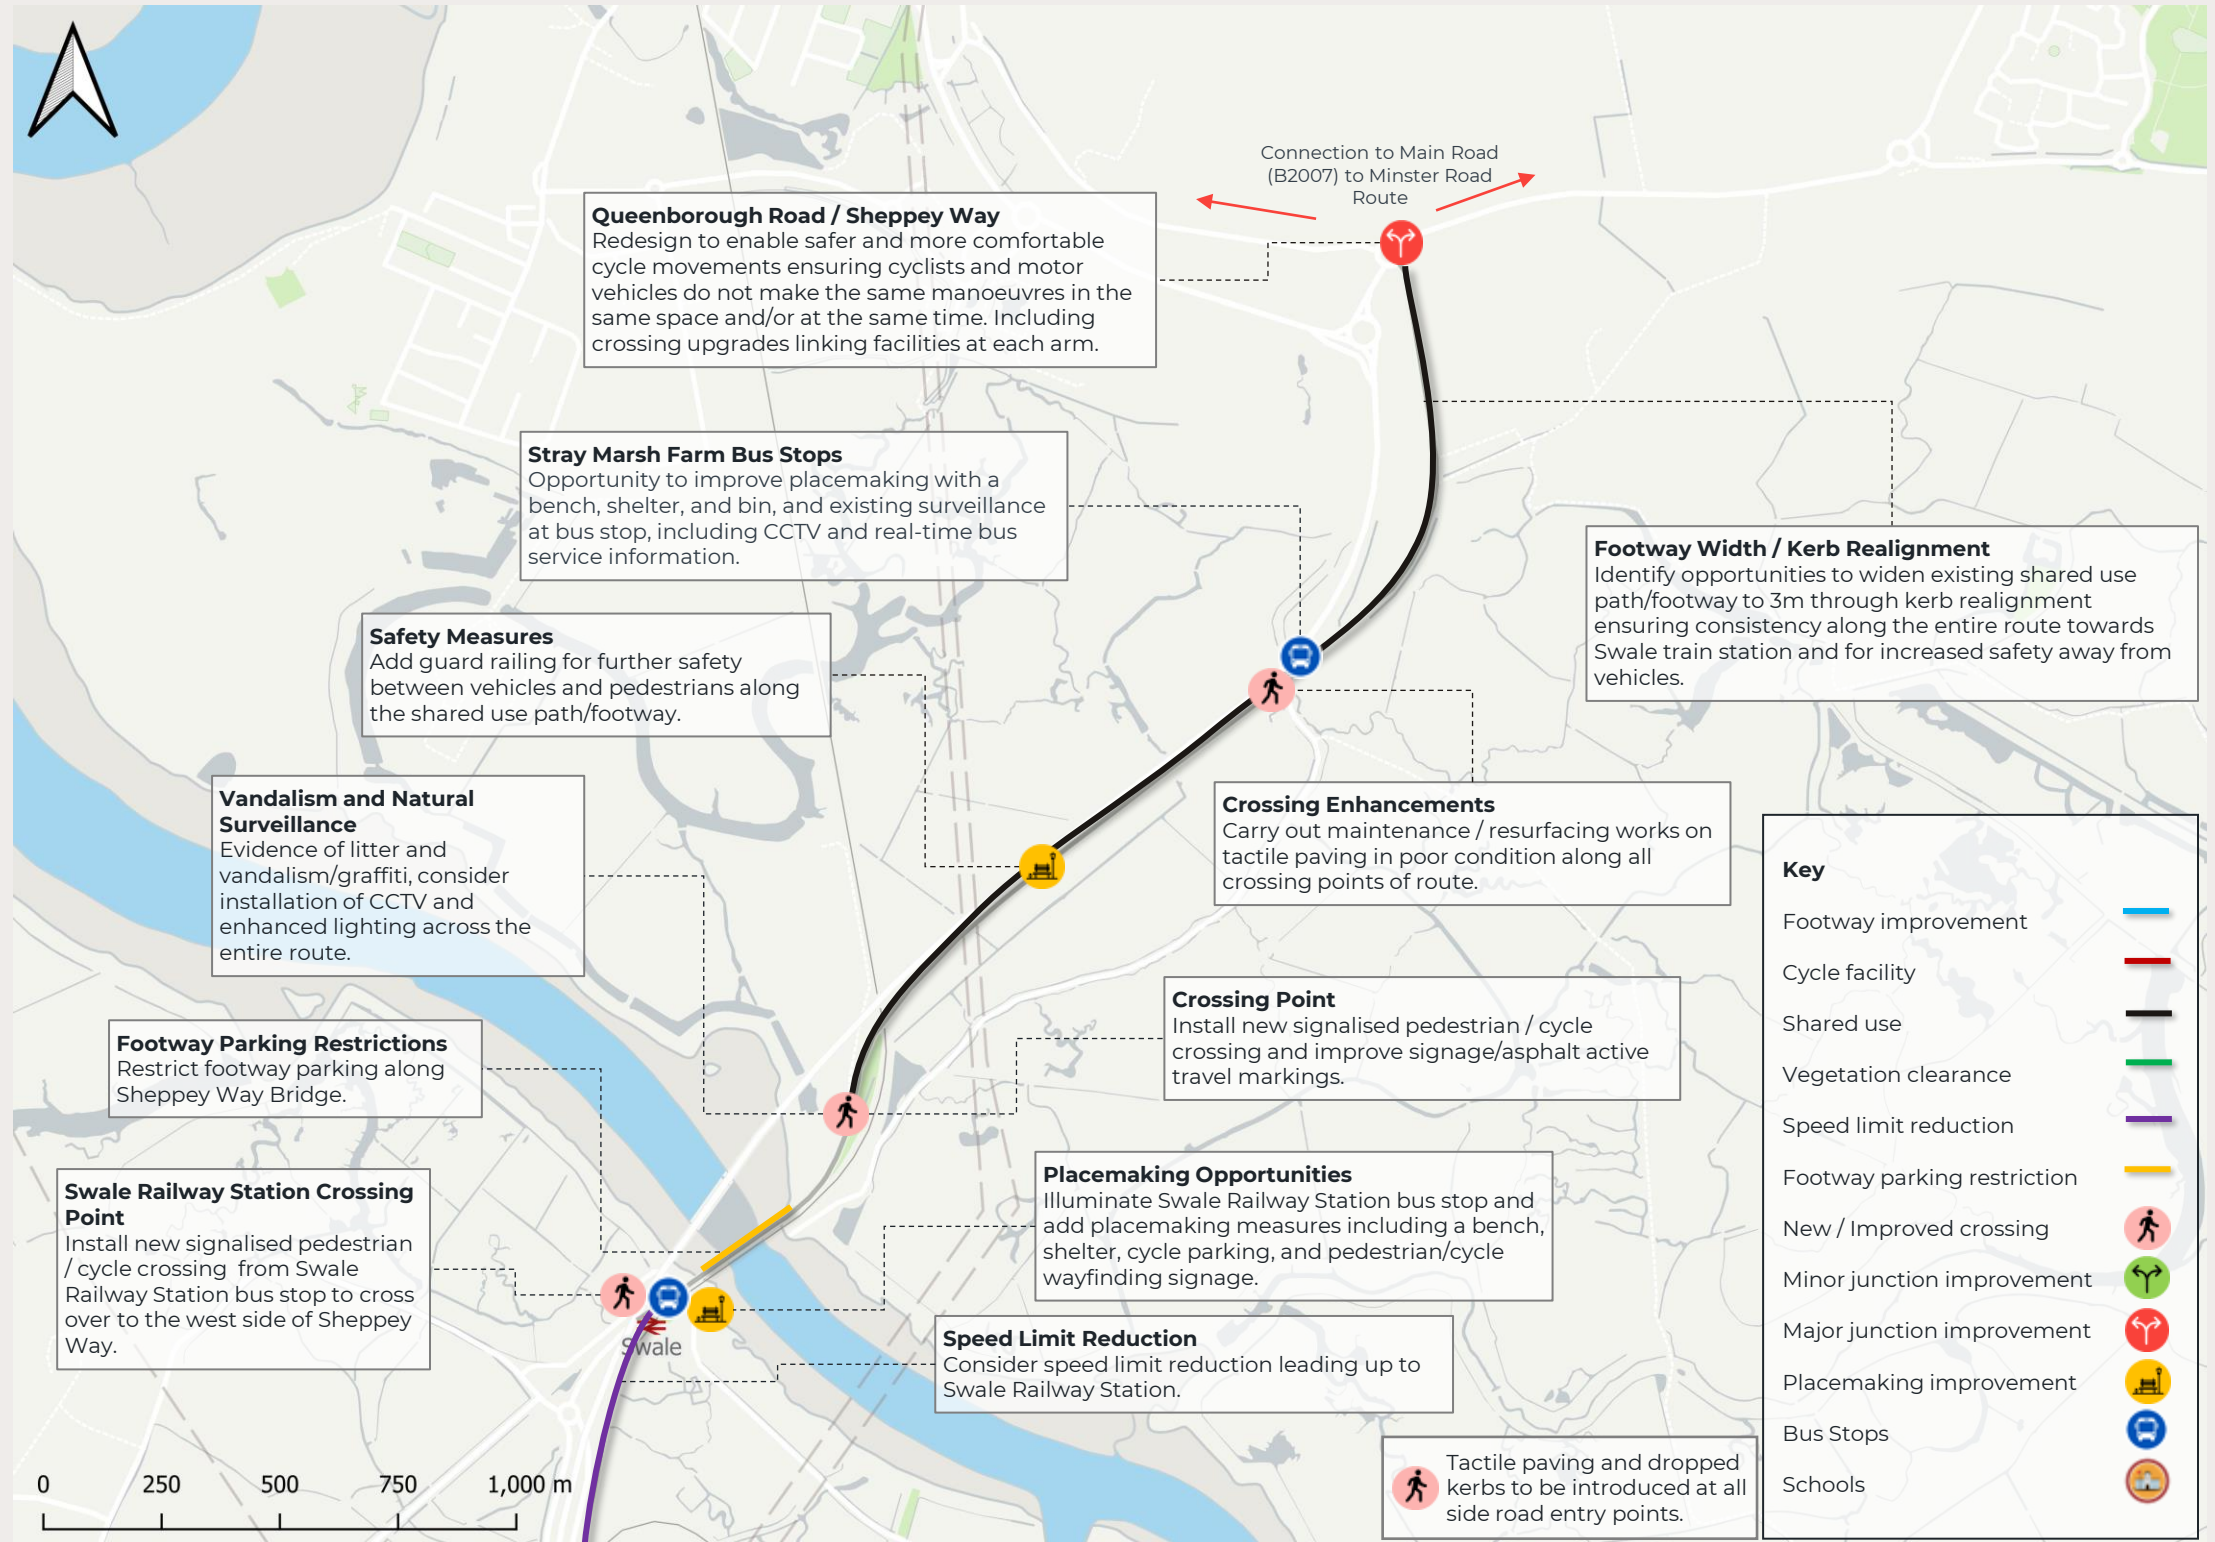 Connection to Main Road
(B2007) to Minster Road
Route
Queenborough Road / Sheppey Way
Redesign to enable safer and more comfortable
cycle movements ensuring cyclists and motor
vehicles do not make the same manoeuvres in the
same space and/or at the same time. Including
crossing upgrades linking facilities at each arm.
Stray Marsh Farm Bus Stops
Opportunity to improve placemaking with a
bench, shelter, and bin, and existing surveillance
at bus stop, including CCTV and real-time bus
service information.
Footway Width / Kerb Realignment
Identify opportunities to widen existing shared use
path/footway to 3m through kerb realignment
ensuring consistency along the entire route towards
Swale train station and for increased safety away from
vehicles.
Safety Measures
Add guard railing for further safety
between vehicles and pedestrians along
the shared use path/footway.
Vandalism and Natural
Surveillance
Evidence of litter and
vandalism/graffiti, consider
installation of CCTV and
enhanced lighting across the
entire route.
Crossing Enhancements
Carry out maintenance / resurfacing works on
tactile paving in poor condition along all
crossing points of route.
Crossing Point
Install new signalised pedestrian / cycle
crossing and improve signage/asphalt active
travel markings.
Footway Parking Restrictions
Restrict footway parking along
Sheppey Way Bridge.
Swale Railway Station Crossing
Point
Install new signalised pedestrian
/ cycle crossing from Swale
Railway Station bus stop to cross
over to the west side of Sheppey
Way.
Placemaking Opportunities
Illuminate Swale Railway Station bus stop and
add placemaking measures including a bench,
shelter, cycle parking, and pedestrian/cycle
wayfinding signage.
Swale
Speed Limit Reduction
Consider speed limit reduction leading up to
Swale Railway Station.
0 250 500 750 1,000 m
Tactile paving and dropped
kerbs to be introduced at all
side road entry points.
Key
Footway improvement
Cycle facility
Shared use
Vegetation clearance
Speed limit reduction
Footway parking restriction
New / Improved crossing
Minor junction improvement
Major junction improvement
Placemaking improvement
Bus Stops
Schools